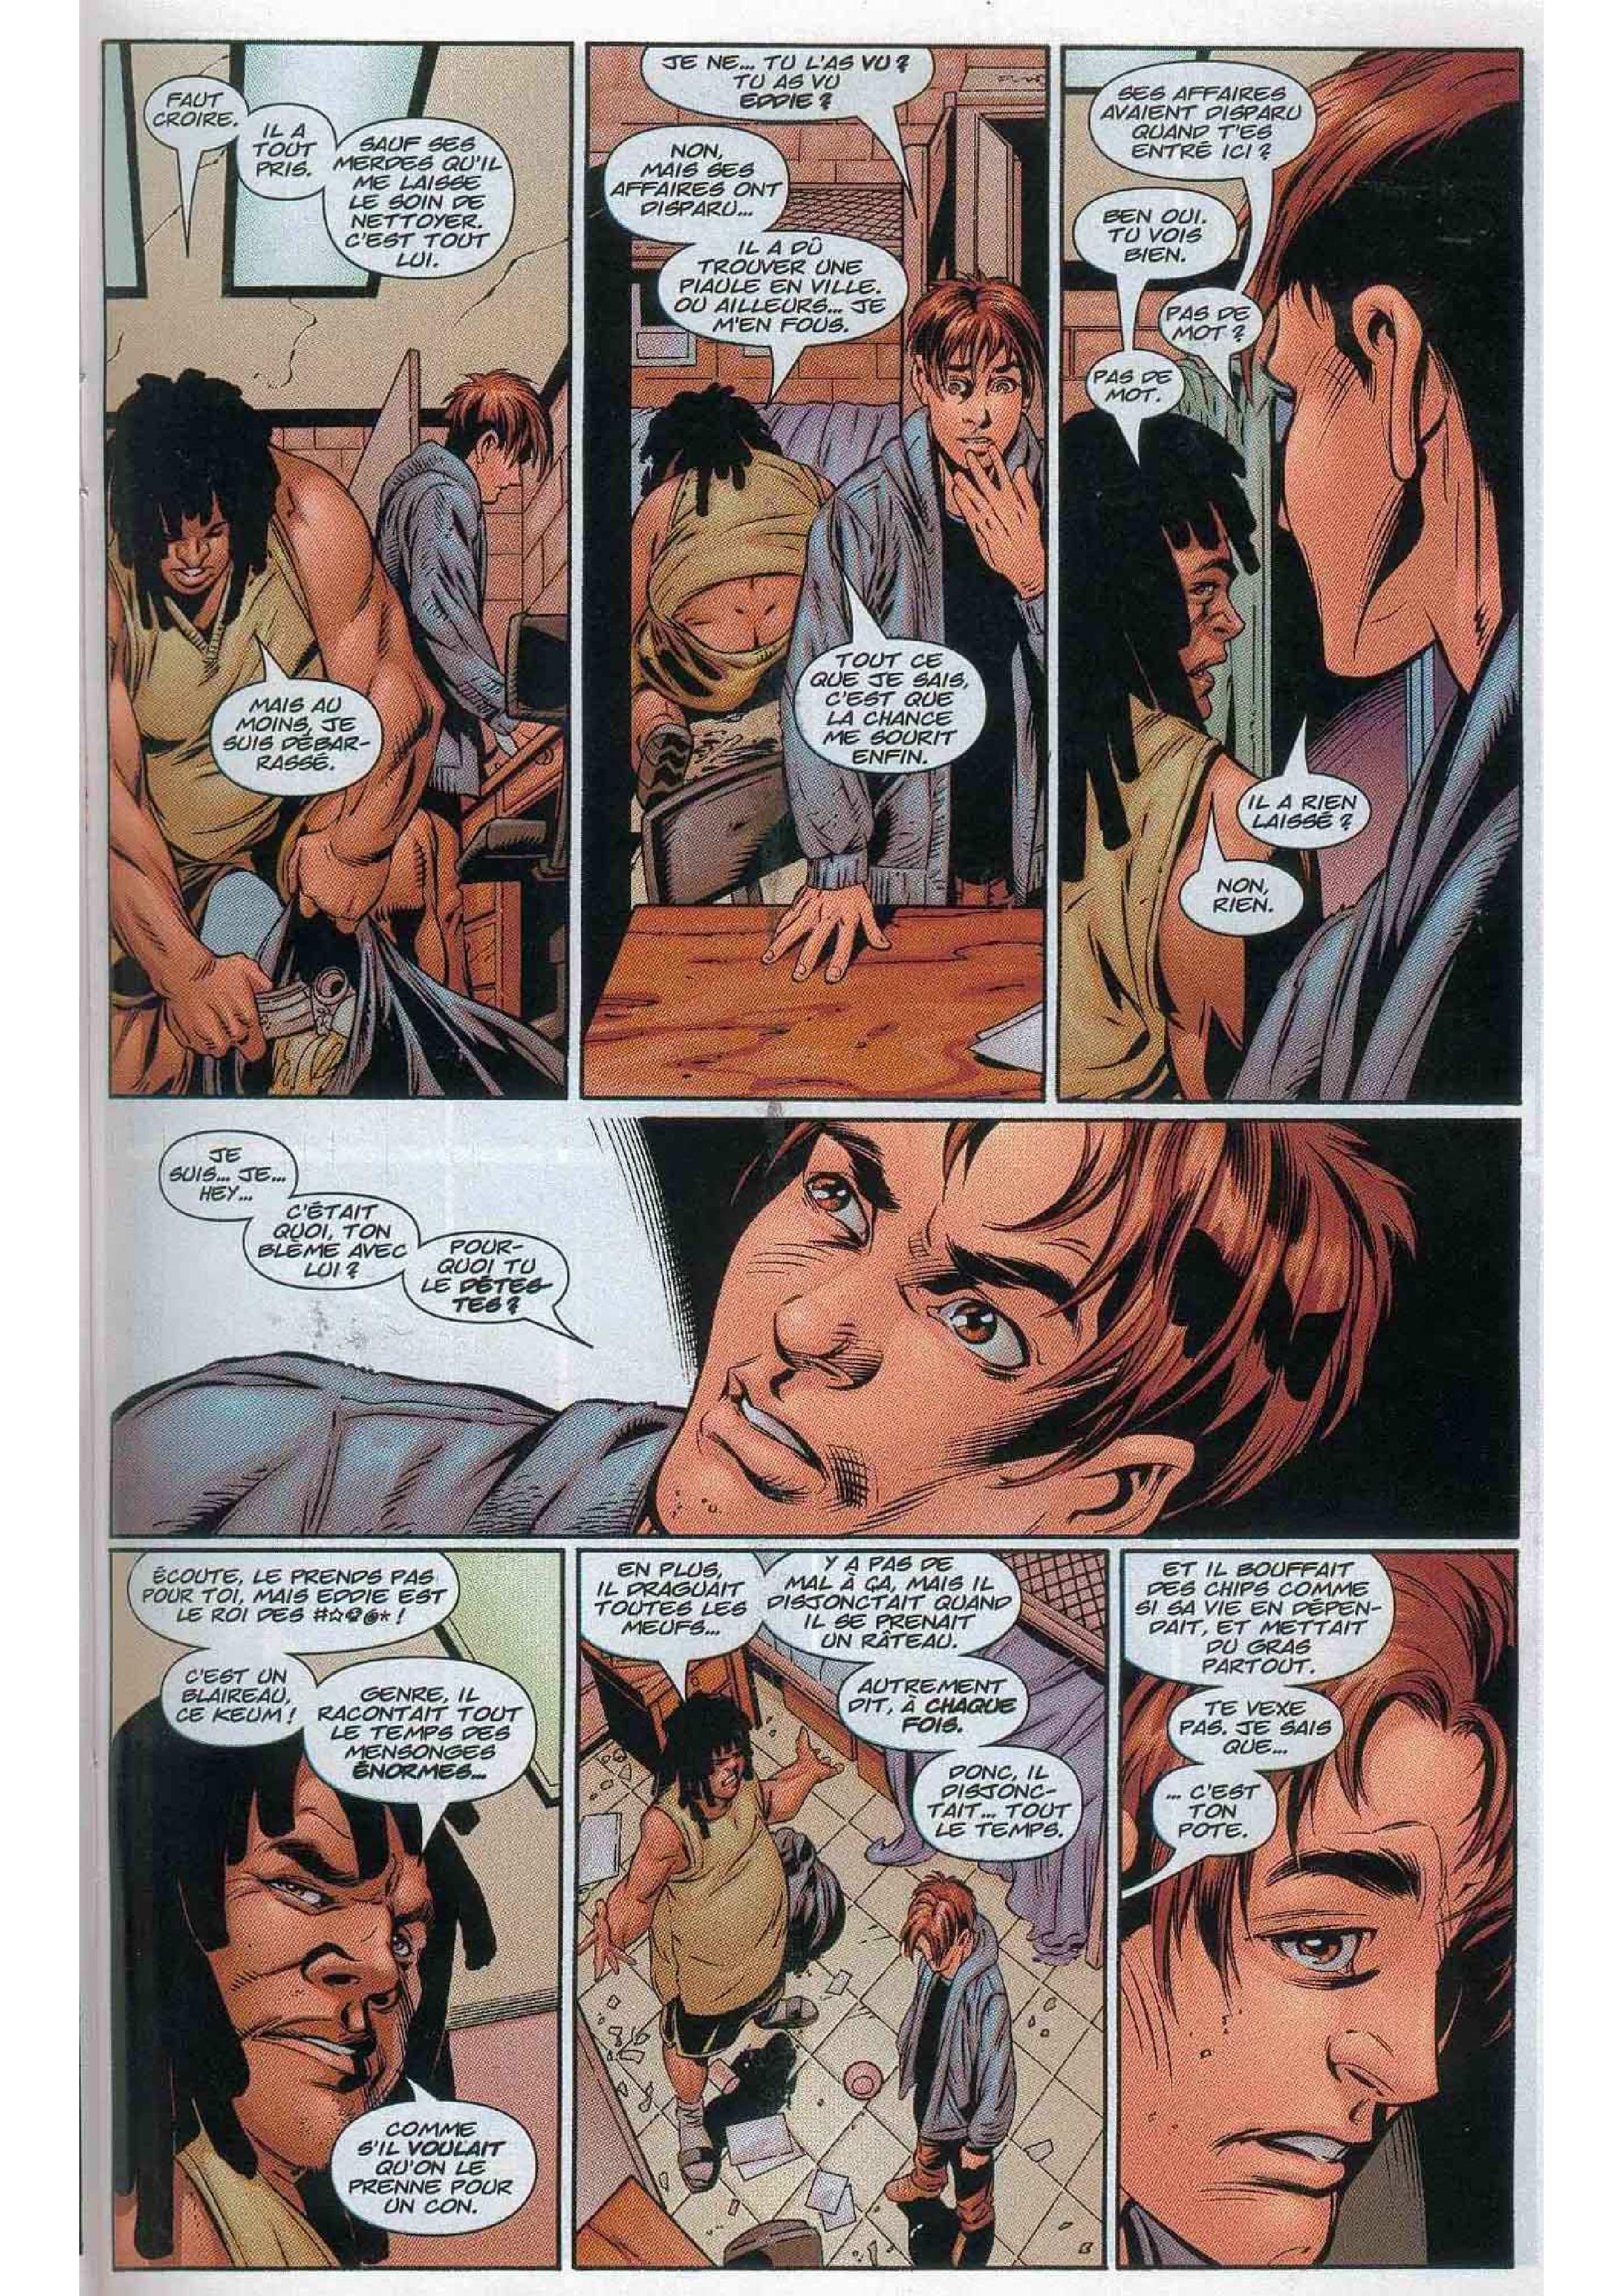 FAUT
CROIRE.
IL A
TOUT
PRIS.
SAUF SES
MERDES QU'IL
ME LAISSE
LE SOIN DE
NETTOYER.
C'EST TOUT
LUI.
MAIS AU
MOINS, JE
SUIS DÉBAR-
RASSÉ.
JE NE... TU L'AS VU ?
TU AS VU
EDDIE ?
NON,
MAIS SES
AFFAIRES ONT
DISPARU...
IL A DÛ
TROUVER UNE
PIAULE EN VILLE.
OU AILLEURS... JE
M'EN FOUS.
TOUT CE
QUE JE SAIS,
C'EST QUE
LA CHANCE
ME SOURIT
ENFIN.
SES AFFAIRES
AVAIENT DISPARU
QUAND T'ES
ENTRÉ ICI ?
BEN OUI.
TU VOIS
BIEN.
PAS DE
MOT ?
PAS DE
MOT.
IL A RIEN
LAISSÉ ?
NON,
RIEN.
JE
SUIS... JE...
HEY...
C'ÉTAIT
QUOI, TON
BLÈME AVEC
LUI ?
POUR-
QUOI TU
LE DÉTES-
TES ?
ÉCOUTE, LE PRENDS PAS
POUR TOI, MAIS EDDIE EST
LE ROI DES #☆@@* !
C'EST UN
BLAIREAU,
CE KEUM !
GENRE, IL
RACONTAIT TOUT
LE TEMPS DES
MENSONGES
ÉNORMES...
COMME
S'IL VOULAIT
QU'ON LE
PRENNE POUR
UN CON.
EN PLUS,
IL DRAGUAIT
TOUTES LES
MEUFS...
Y A PAS DE
MAL À ÇA, MAIS IL
DISJONCTAIT QUAND
IL SE PRENAIT
UN RÂTEAU.
AUTREMENT
DIT, À CHAQUE
FOIS.
DONC, IL
DISJONC-
TAIT... TOUT
LE TEMPS.
ET IL BOUFFAIT
DES CHIPS COMME
SI SA VIE EN DÉPEN-
DAIT, ET METTAIT
DU GRAS
PARTOUT.
TE VEXE
PAS. JE SAIS
QUE...
... C'EST
TON
POTE.